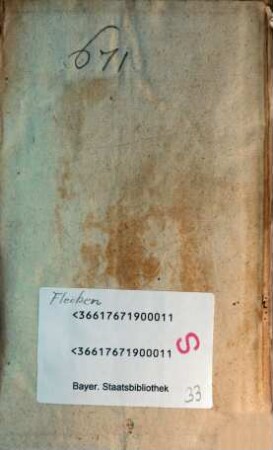 671
Flecken
<36617671900011
<36617671900011
S
Bayer. Staatsbibliothek
33